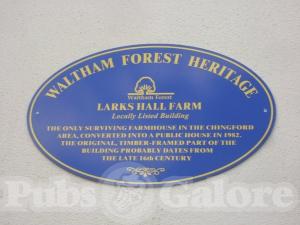 WALTHAM FOREST HERITAGE
Waltham Forest
LARKS HALL FARM
Locally Listed Building
THE ONLY SURVIVING FARMHOUSE IN THE CHINGFORD
AREA, CONVERTED INTO A PUBLIC HOUSE IN 1982.
THE ORIGINAL, TIMBER-FRAMED PART OF THE
BUILDING PROBABLY DATES FROM
THE LATE 16th CENTURY
Pubs Galore